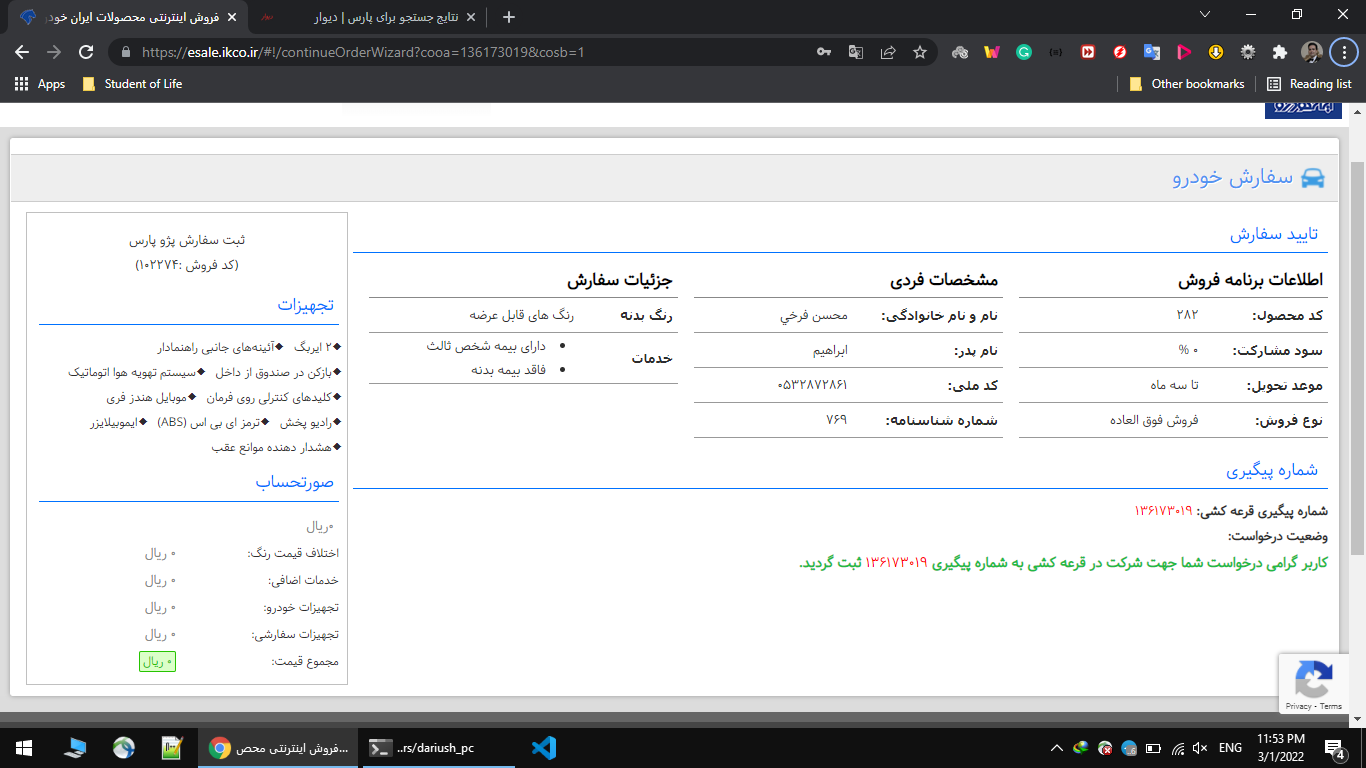 فروش اینترنتی محصولات ایران خودر
نتایج جستجو برای پارس | دیوار
https://esale.ikco.ir/#!/continueOrderWizard?cooa=136173019&cosb=1
Apps
Student of Life
Other bookmarks
Reading list
سفارش خودرو
تایید سفارش
اطلاعات برنامه فروش
کد محصول: ۲۸۲
سود مشارکت: ۰ %
موعد تحویل: تا سه ماه
نوع فروش: فروش فوق العاده
مشخصات فردی
نام و نام خانوادگی: محسن فرخي
نام پدر: ابراهیم
کد ملی: ۰۵۳۲۸۷۲۸۶۱
شماره شناسنامه: ۷۶۹
جزئیات سفارش
رنگ بدنه رنگ های قابل عرضه
خدمات
• دارای بیمه شخص ثالث
• فاقد بیمه بدنه
شماره پیگیری
شماره پیگیری قرعه کشی: ۱۳۶۱۷۳۰۱۹
وضعیت درخواست:
کاربر گرامی درخواست شما جهت شرکت در قرعه کشی به شماره پیگیری ۱۳۶۱۷۳۰۱۹ ثبت گردید.
ثبت سفارش پژو پارس
(کد فروش :۱۰۲۲۷۴)
تجهیزات
◆۲ ایربگ ◆آئینه‌های جانبی راهنمادار
◆بازکن در صندوق از داخل ◆سیستم تهویه هوا اتوماتیک
◆کلیدهای کنترلی روی فرمان ◆موبایل هندز فری
◆رادیو پخش ◆ترمز ای بی اس (ABS) ◆ایموبیلایزر
◆هشدار دهنده موانع عقب
صورتحساب
۰ریال
اختلاف قیمت رنگ: ۰ ریال
خدمات اضافی: ۰ ریال
تجهیزات خودرو: ۰ ریال
تجهیزات سفارشی: ۰ ریال
مجموع قیمت: ۰ ریال
Privacy - Terms
فروش اینترنتی محص...
..rs/dariush_pc
ENG
11:53 PM
3/1/2022
4